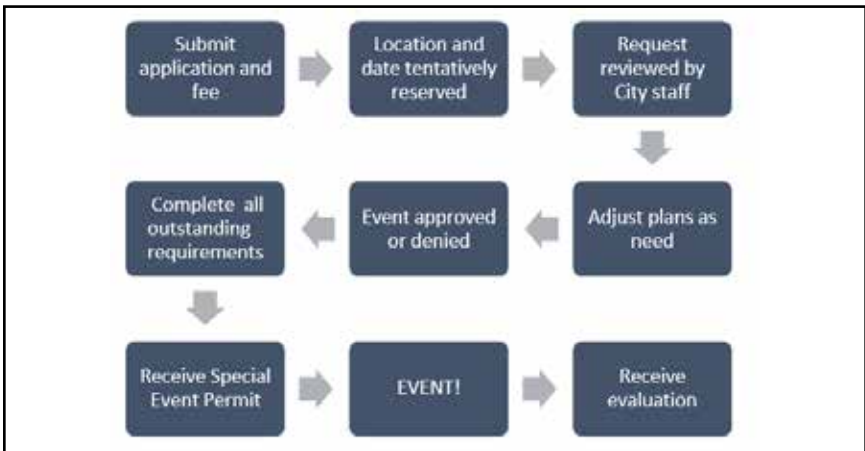 Submit
application and
fee
Location and
date tentatively
reserved
Request
reviewed by
City staff
Adjust plans as
need
Event approved
or denied
Complete all
outstanding
requirements
Receive Special
Event Permit
EVENT!
Receive
evaluation